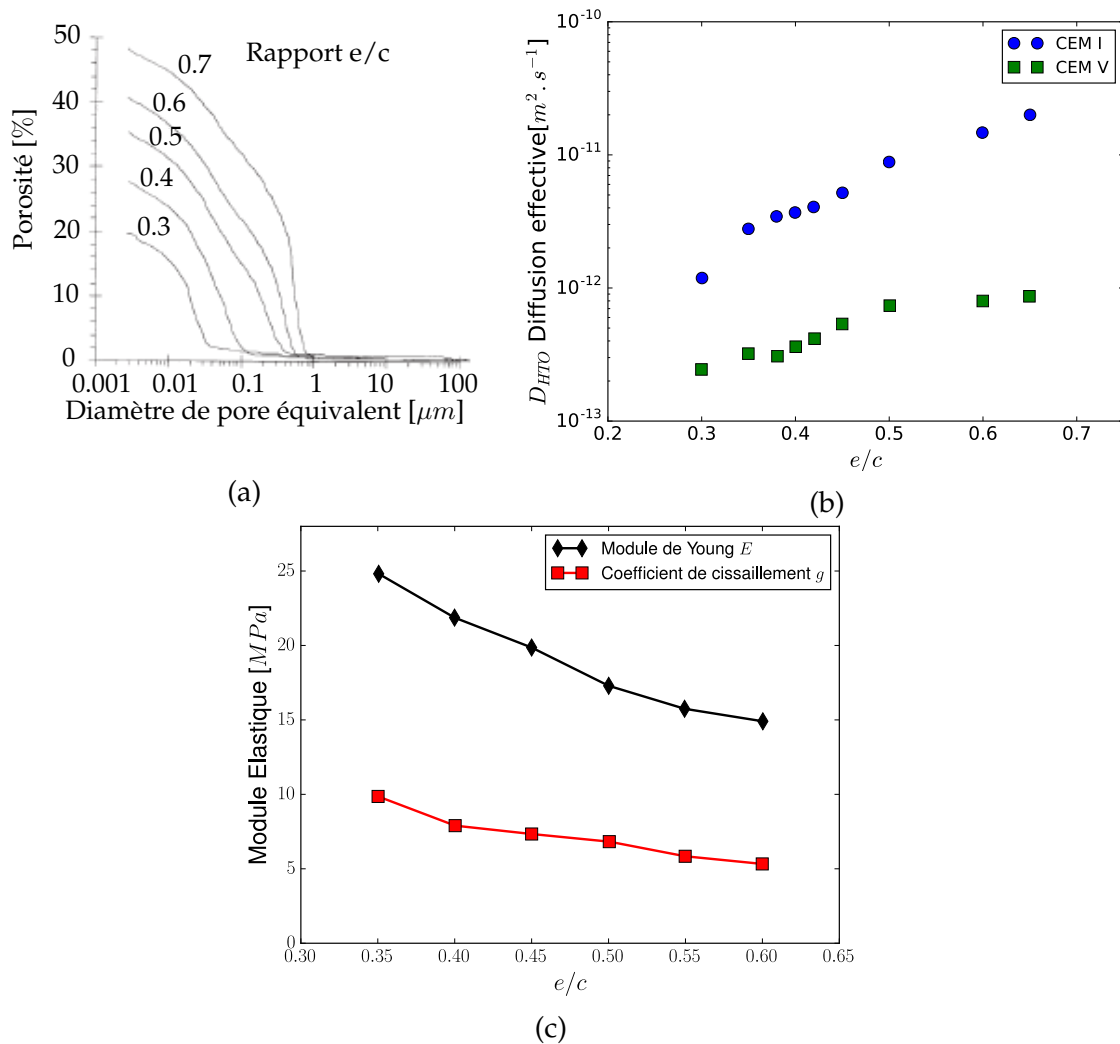 50
40
30
20
10
0
Porosité [%]
Rapport e/c
0.7
0.6
0.5
0.4
0.3
0.001 0.01 0.1 1 10 100
Diamètre de pore équivalent [μm]
(a)
10⁻¹⁰
10⁻¹¹
10⁻¹²
10⁻¹³
D_HTO Diffusion effective[m².s⁻¹]
CEM I
CEM V
0.2 0.3 0.4 0.5 0.6 0.7
e/c
(b)
25
20
15
10
5
0
Module Elastique [MPa]
Module de Young E
Coefficient de cissaillement g
0.30 0.35 0.40 0.45 0.50 0.55 0.60 0.65
e/c
(c)